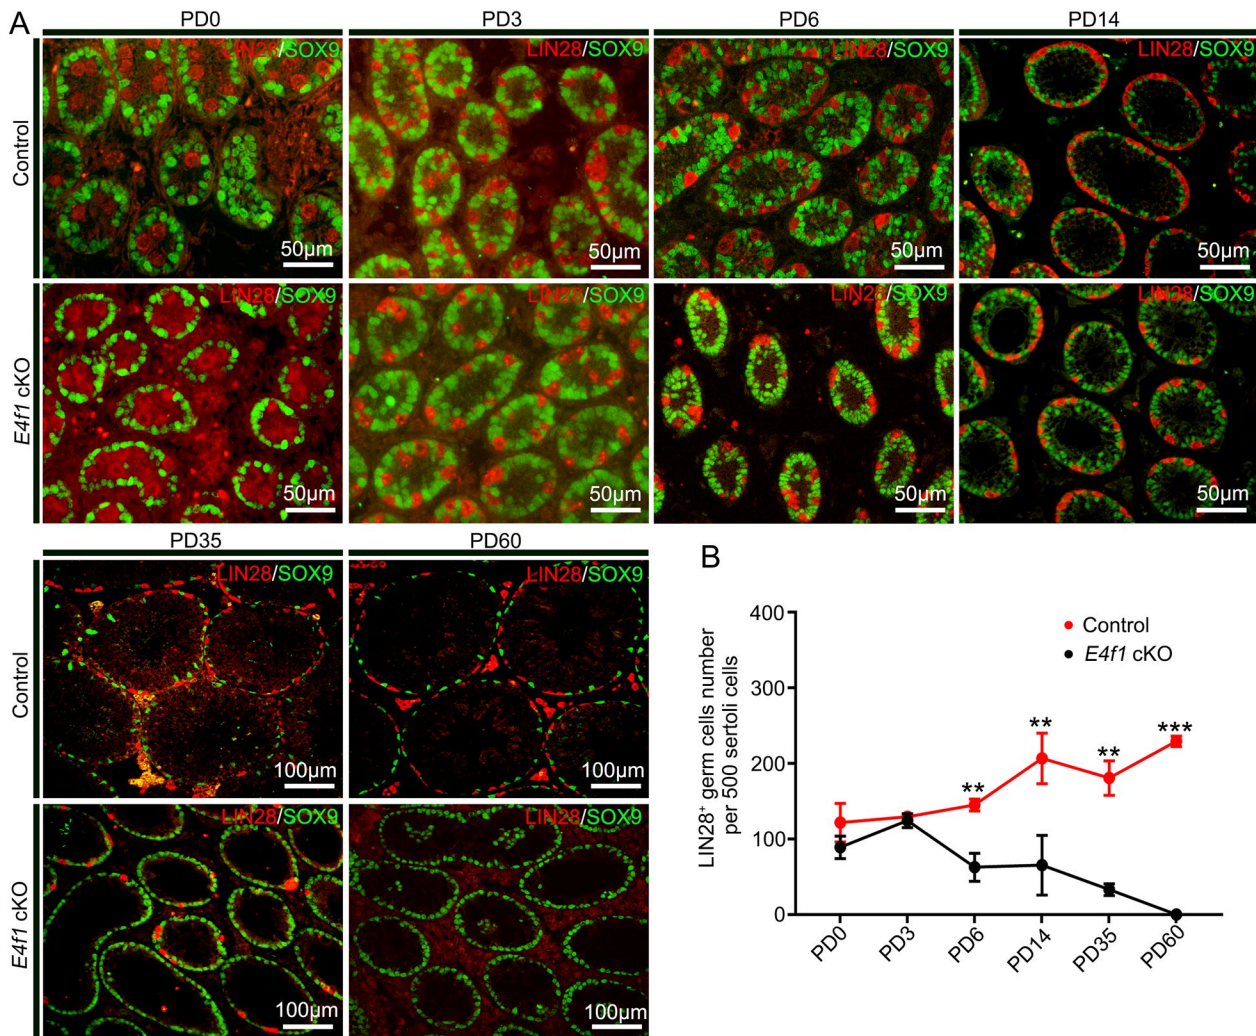 A
PD0
PD3
PD6
PD14
Control
LIN28/SOX9
50µm
LIN28/SOX9
50µm
LIN28/SOX9
50µm
LIN28/SOX9
50µm
E4f1 cKO
LIN28/SOX9
50µm
LIN28/SOX9
50µm
LIN28/SOX9
50µm
LIN28/SOX9
50µm
PD35
PD60
Control
LIN28/SOX9
100µm
LIN28/SOX9
100µm
E4f1 cKO
LIN28/SOX9
100µm
LIN28/SOX9
100µm
B
LIN28⁺ germ cells number
per 500 sertoli cells
400
300
200
100
0
Control
E4f1 cKO
**
**
**
***
PD0
PD3
PD6
PD14
PD35
PD60